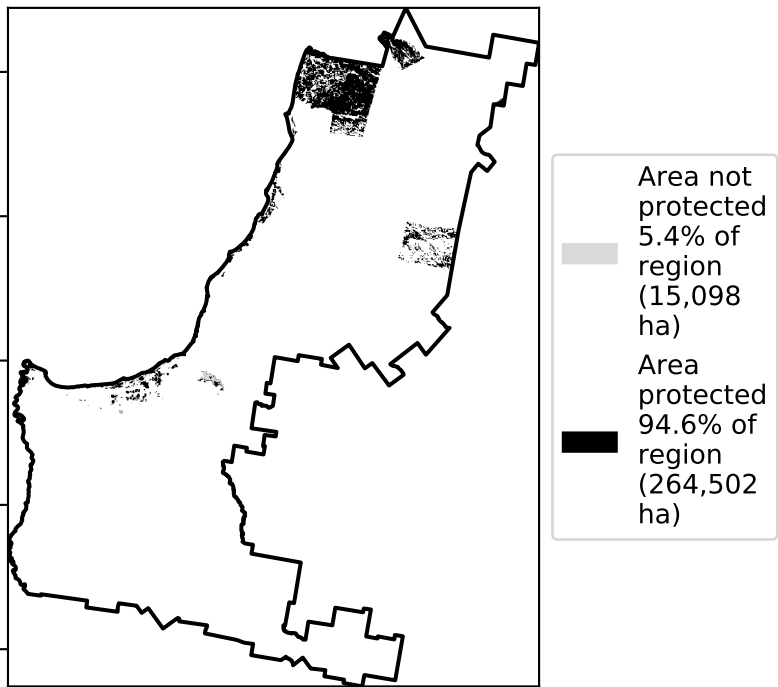 Area not
protected
5.4% of
region
(15,098
ha)
Area
protected
94.6% of
region
(264,502
ha)